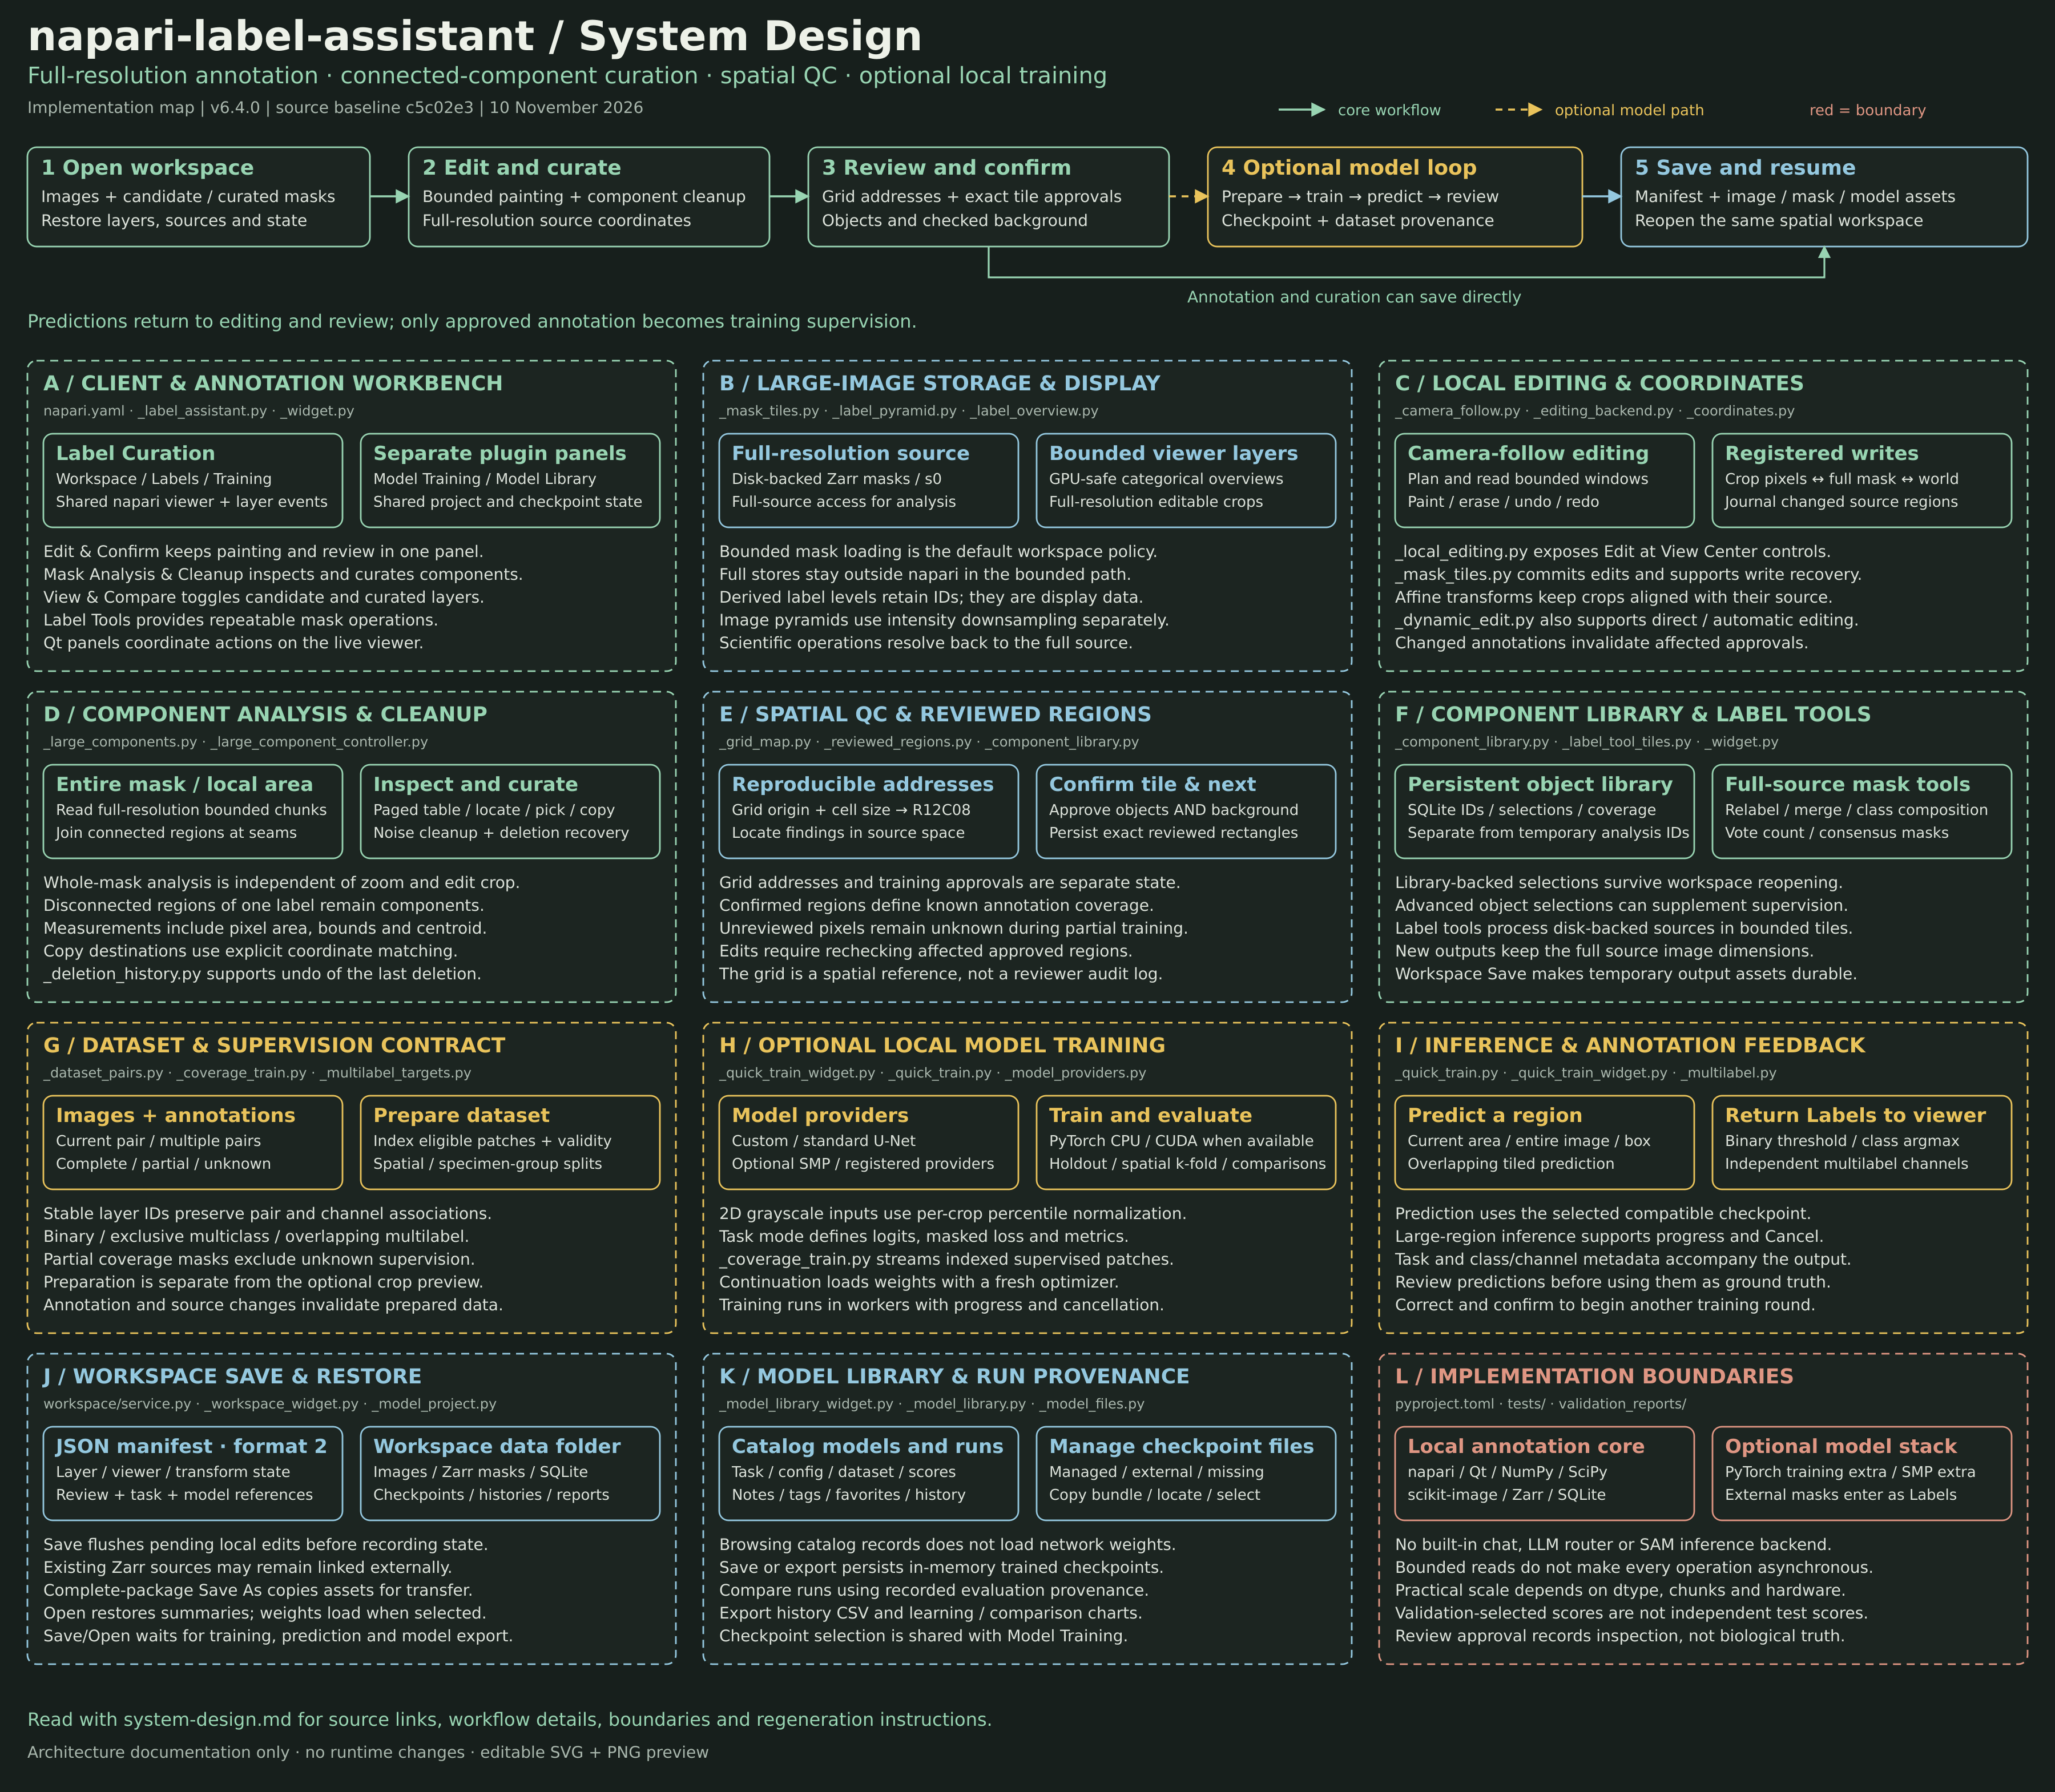 napari-label-assistant / System Design
Full-resolution annotation · connected-component curation · spatial QC · optional local training
Implementation map | v6.4.0 | source baseline c5c02e3 | 10 November 2026
core workflow
optional model path
red = boundary
1 Open workspace
Images + candidate / curated masks
Restore layers, sources and state
2 Edit and curate
Bounded painting + component cleanup
Full-resolution source coordinates
3 Review and confirm
Grid addresses + exact tile approvals
Objects and checked background
4 Optional model loop
Prepare → train → predict → review
Checkpoint + dataset provenance
5 Save and resume
Manifest + image / mask / model assets
Reopen the same spatial workspace
Annotation and curation can save directly
Predictions return to editing and review; only approved annotation becomes training supervision.
A / CLIENT & ANNOTATION WORKBENCH
napari.yaml · _label_assistant.py · _widget.py
Label Curation
Workspace / Labels / Training
Shared napari viewer + layer events
Separate plugin panels
Model Training / Model Library
Shared project and checkpoint state
Edit & Confirm keeps painting and review in one panel.
Mask Analysis & Cleanup inspects and curates components.
View & Compare toggles candidate and curated layers.
Label Tools provides repeatable mask operations.
Qt panels coordinate actions on the live viewer.
B / LARGE-IMAGE STORAGE & DISPLAY
_mask_tiles.py · _label_pyramid.py · _label_overview.py
Full-resolution source
Disk-backed Zarr masks / s0
Full-source access for analysis
Bounded viewer layers
GPU-safe categorical overviews
Full-resolution editable crops
Bounded mask loading is the default workspace policy.
Full stores stay outside napari in the bounded path.
Derived label levels retain IDs; they are display data.
Image pyramids use intensity downsampling separately.
Scientific operations resolve back to the full source.
C / LOCAL EDITING & COORDINATES
_camera_follow.py · _editing_backend.py · _coordinates.py
Camera-follow editing
Plan and read bounded windows
Paint / erase / undo / redo
Registered writes
Crop pixels ↔ full mask ↔ world
Journal changed source regions
_local_editing.py exposes Edit at View Center controls.
_mask_tiles.py commits edits and supports write recovery.
Affine transforms keep crops aligned with their source.
_dynamic_edit.py also supports direct / automatic editing.
Changed annotations invalidate affected approvals.
D / COMPONENT ANALYSIS & CLEANUP
_large_components.py · _large_component_controller.py
Entire mask / local area
Read full-resolution bounded chunks
Join connected regions at seams
Inspect and curate
Paged table / locate / pick / copy
Noise cleanup + deletion recovery
Whole-mask analysis is independent of zoom and edit crop.
Disconnected regions of one label remain components.
Measurements include pixel area, bounds and centroid.
Copy destinations use explicit coordinate matching.
_deletion_history.py supports undo of the last deletion.
E / SPATIAL QC & REVIEWED REGIONS
_grid_map.py · _reviewed_regions.py · _component_library.py
Reproducible addresses
Grid origin + cell size → R12C08
Locate findings in source space
Confirm tile & next
Approve objects AND background
Persist exact reviewed rectangles
Grid addresses and training approvals are separate state.
Confirmed regions define known annotation coverage.
Unreviewed pixels remain unknown during partial training.
Edits require rechecking affected approved regions.
The grid is a spatial reference, not a reviewer audit log.
F / COMPONENT LIBRARY & LABEL TOOLS
_component_library.py · _label_tool_tiles.py · _widget.py
Persistent object library
SQLite IDs / selections / coverage
Separate from temporary analysis IDs
Full-source mask tools
Relabel / merge / class composition
Vote count / consensus masks
Library-backed selections survive workspace reopening.
Advanced object selections can supplement supervision.
Label tools process disk-backed sources in bounded tiles.
New outputs keep the full source image dimensions.
Workspace Save makes temporary output assets durable.
G / DATASET & SUPERVISION CONTRACT
_dataset_pairs.py · _coverage_train.py · _multilabel_targets.py
Images + annotations
Current pair / multiple pairs
Complete / partial / unknown
Prepare dataset
Index eligible patches + validity
Spatial / specimen-group splits
Stable layer IDs preserve pair and channel associations.
Binary / exclusive multiclass / overlapping multilabel.
Partial coverage masks exclude unknown supervision.
Preparation is separate from the optional crop preview.
Annotation and source changes invalidate prepared data.
H / OPTIONAL LOCAL MODEL TRAINING
_quick_train_widget.py · _quick_train.py · _model_providers.py
Model providers
Custom / standard U-Net
Optional SMP / registered providers
Train and evaluate
PyTorch CPU / CUDA when available
Holdout / spatial k-fold / comparisons
2D grayscale inputs use per-crop percentile normalization.
Task mode defines logits, masked loss and metrics.
_coverage_train.py streams indexed supervised patches.
Continuation loads weights with a fresh optimizer.
Training runs in workers with progress and cancellation.
I / INFERENCE & ANNOTATION FEEDBACK
_quick_train.py · _quick_train_widget.py · _multilabel.py
Predict a region
Current area / entire image / box
Overlapping tiled prediction
Return Labels to viewer
Binary threshold / class argmax
Independent multilabel channels
Prediction uses the selected compatible checkpoint.
Large-region inference supports progress and Cancel.
Task and class/channel metadata accompany the output.
Review predictions before using them as ground truth.
Correct and confirm to begin another training round.
J / WORKSPACE SAVE & RESTORE
workspace/service.py · _workspace_widget.py · _model_project.py
JSON manifest · format 2
Layer / viewer / transform state
Review + task + model references
Workspace data folder
Images / Zarr masks / SQLite
Checkpoints / histories / reports
Save flushes pending local edits before recording state.
Existing Zarr sources may remain linked externally.
Complete-package Save As copies assets for transfer.
Open restores summaries; weights load when selected.
Save/Open waits for training, prediction and model export.
K / MODEL LIBRARY & RUN PROVENANCE
_model_library_widget.py · _model_library.py · _model_files.py
Catalog models and runs
Task / config / dataset / scores
Notes / tags / favorites / history
Manage checkpoint files
Managed / external / missing
Copy bundle / locate / select
Browsing catalog records does not load network weights.
Save or export persists in-memory trained checkpoints.
Compare runs using recorded evaluation provenance.
Export history CSV and learning / comparison charts.
Checkpoint selection is shared with Model Training.
L / IMPLEMENTATION BOUNDARIES
pyproject.toml · tests/ · validation_reports/
Local annotation core
napari / Qt / NumPy / SciPy
scikit-image / Zarr / SQLite
Optional model stack
PyTorch training extra / SMP extra
External masks enter as Labels
No built-in chat, LLM router or SAM inference backend.
Bounded reads do not make every operation asynchronous.
Practical scale depends on dtype, chunks and hardware.
Validation-selected scores are not independent test scores.
Review approval records inspection, not biological truth.
Read with system-design.md for source links, workflow details, boundaries and regeneration instructions.
Architecture documentation only · no runtime changes · editable SVG + PNG preview